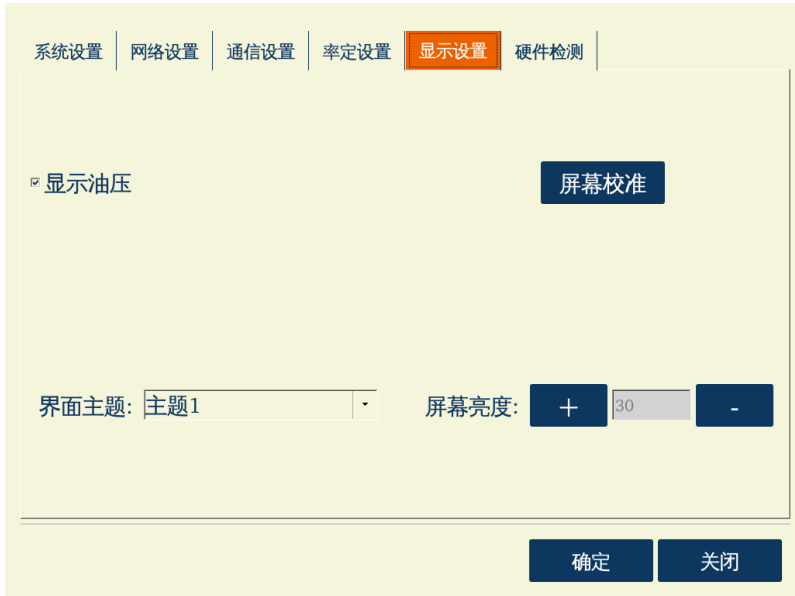 系统设置 网络设置 通信设置 率定设置 显示设置 硬件检测
显示油压 屏幕校准
界面主题: 主题1 屏幕亮度: + 30 -
确定 关闭